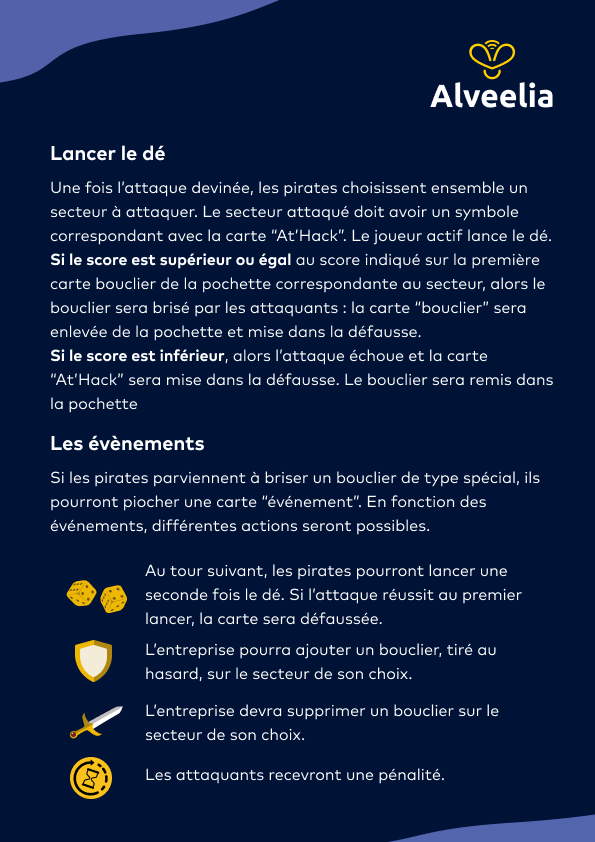 Alveelia
Lancer le dé
Une fois l’attaque devinée, les pirates choisissent ensemble un
secteur à attaquer. Le secteur attaqué doit avoir un symbole
correspondant avec la carte “At’Hack”. Le joueur actif lance le dé.
Si le score est supérieur ou égal au score indiqué sur la première
carte bouclier de la pochette correspondante au secteur, alors le
bouclier sera brisé par les attaquants : la carte “bouclier” sera
enlevée de la pochette et mise dans la défausse.
Si le score est inférieur, alors l’attaque échoue et la carte
“At’Hack” sera mise dans la défausse. Le bouclier sera remis dans
la pochette
Les évènements
Si les pirates parviennent à briser un bouclier de type spécial, ils
pourront piocher une carte “événement”. En fonction des
événements, différentes actions seront possibles.
Au tour suivant, les pirates pourront lancer une
seconde fois le dé. Si l’attaque réussit au premier
lancer, la carte sera défaussée.
L’entreprise pourra ajouter un bouclier, tiré au
hasard, sur le secteur de son choix.
L’entreprise devra supprimer un bouclier sur le
secteur de son choix.
Les attaquants recevront une pénalité.